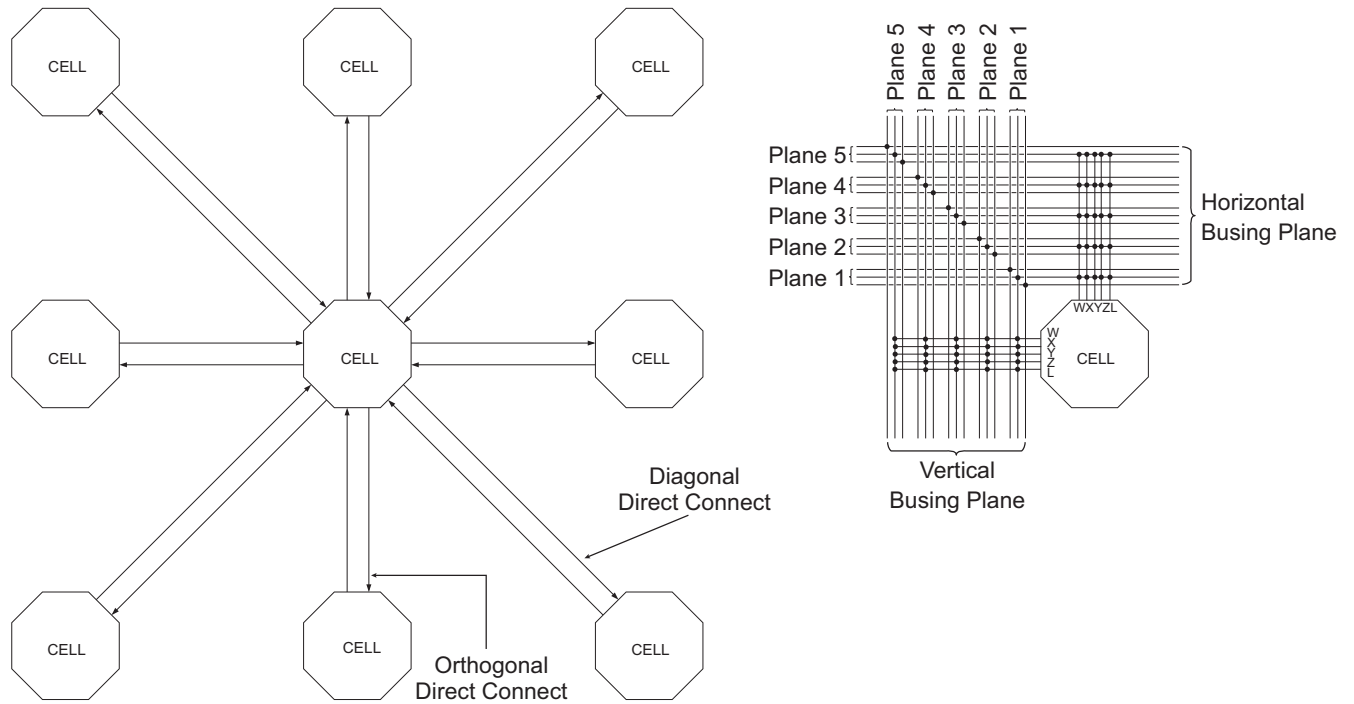 CELL
CELL
CELL
CELL
CELL
CELL
CELL
CELL
CELL
Diagonal
Direct Connect
Orthogonal
Direct Connect
Plane 5
Plane 4
Plane 3
Plane 2
Plane 1
Plane 5
Plane 4
Plane 3
Plane 2
Plane 1
Horizontal
Busing Plane
WXYZL
W
X
Y
Z
L
CELL
Vertical
Busing Plane